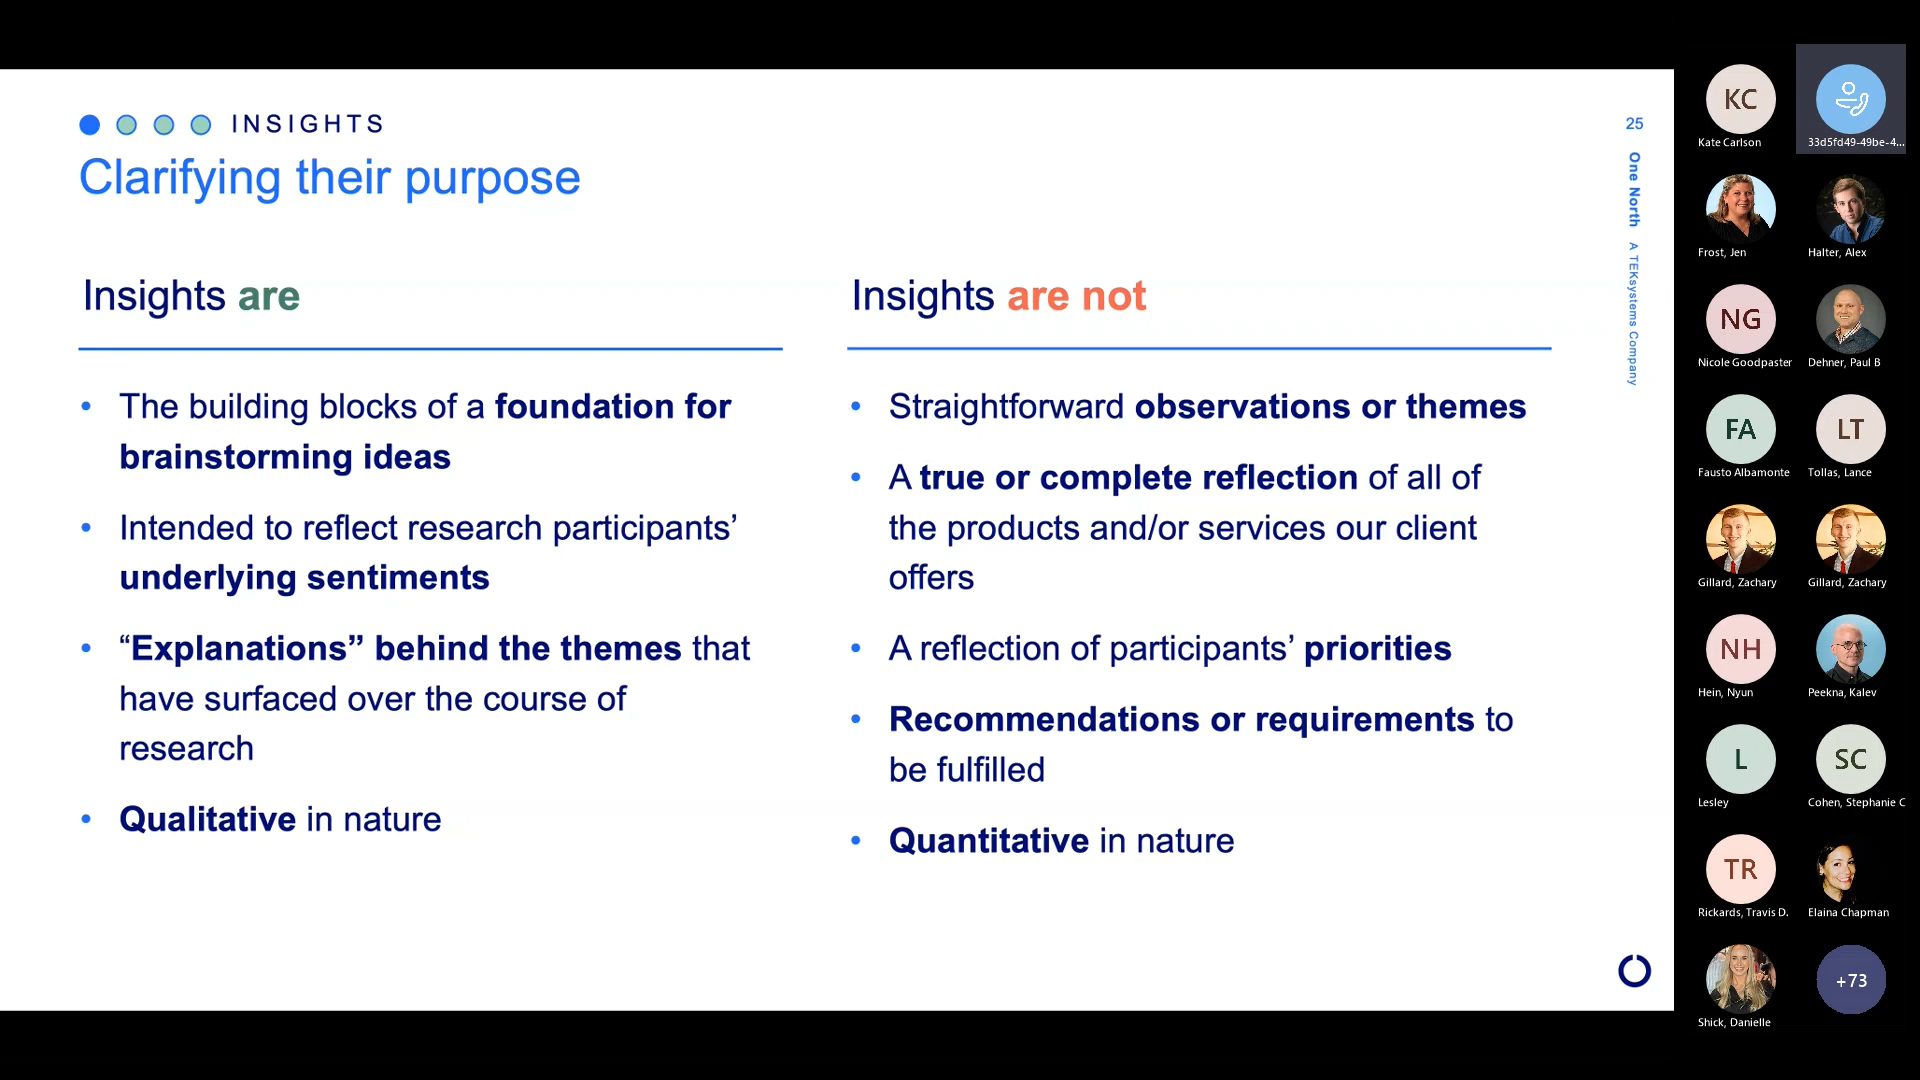 INSIGHTS
Clarifying their purpose
Insights are
• The building blocks of a foundation for
brainstorming ideas
• Intended to reflect research participants’
underlying sentiments
• “Explanations” behind the themes that
have surfaced over the course of
research
• Qualitative in nature
Insights are not
• Straightforward observations or themes
• A true or complete reflection of all of
the products and/or services our client
offers
• A reflection of participants’ priorities
• Recommendations or requirements to
be fulfilled
• Quantitative in nature
25
One North A TEKsystems Company
KC
Kate Carlson
33d5fd49-49be-4...
Frost, Jen
Halter, Alex
NG
Nicole Goodpaster
Dehner, Paul B
FA
Fausto Albamonte
LT
Tollas, Lance
Gillard, Zachary
Gillard, Zachary
NH
Hein, Nyun
Peekna, Kalev
L
Lesley
SC
Cohen, Stephanie C
TR
Rickards, Travis D.
Elaina Chapman
Shick, Danielle
+73